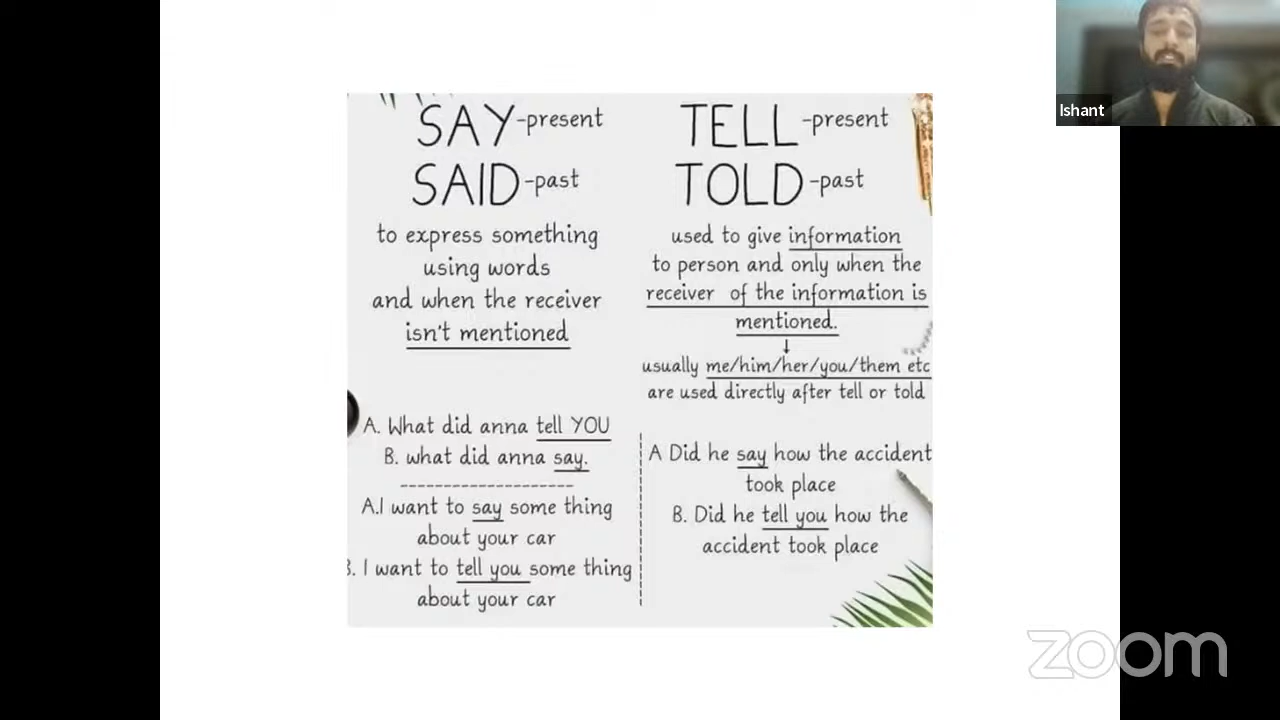 SAY -present
SAID -past
to express something
using words
and when the receiver
isn't mentioned
A. What did anna tell YOU
B. what did anna say.
A.I want to say some thing
about your car
B. I want to tell you some thing
about your car
TELL -present
TOLD -past
used to give information
to person and only when the
receiver of the information is
mentioned.
usually me/him/her/you/them etc
are used directly after tell or told
A Did he say how the accident
took place
B. Did he tell you how the
accident took place
Ishant
zoom